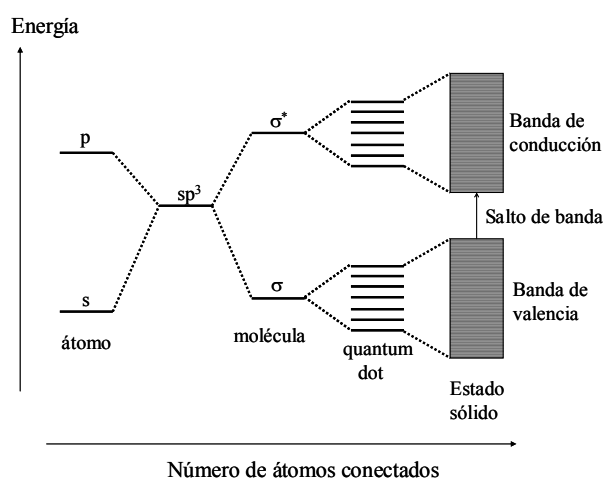 Energía
p
s
átomo
sp³
σ*
σ
molécula
quantum
dot
Banda de
conducción
Salto de banda
Banda de
valencia
Estado
sólido
Número de átomos conectados